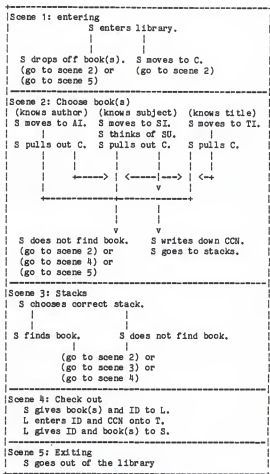 Scene 1: entering
S enters library.
S drops off book(s). S moves to C.
(go to scene 2) or (go to scene 2)
(go to scene 5)
Scene 2: Choose book(s)
(knows author) (knows subject) (knows title)
S moves to AI. S moves to SI. S moves to TI.
S thinks of SU.
S pulls out C. S pulls out C. S pulls C.
S does not find book. S writes down CCN.
(go to scene 2) or S goes to stacks.
(go to scene 4) or
(go to scene 5)
Scene 3: Stacks
S chooses correct stack.
S finds book. S does not find book.
(go to scene 2) or
(go to scene 3) or
(go to scene 4)
Scene 4: Check out
S gives book(s) and ID to L.
L enters ID and CCN onto T.
L gives ID and book(s) to S.
Scene 5: Exiting
S goes out of the library